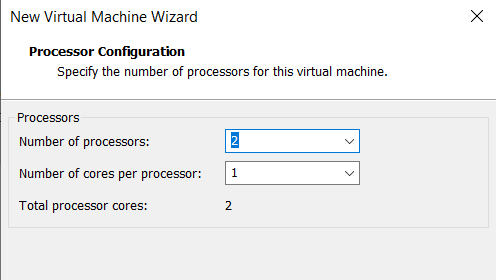 New Virtual Machine Wizard
Processor Configuration
Specify the number of processors for this virtual machine.
Processors
Number of processors: 2
Number of cores per processor: 1
Total processor cores: 2